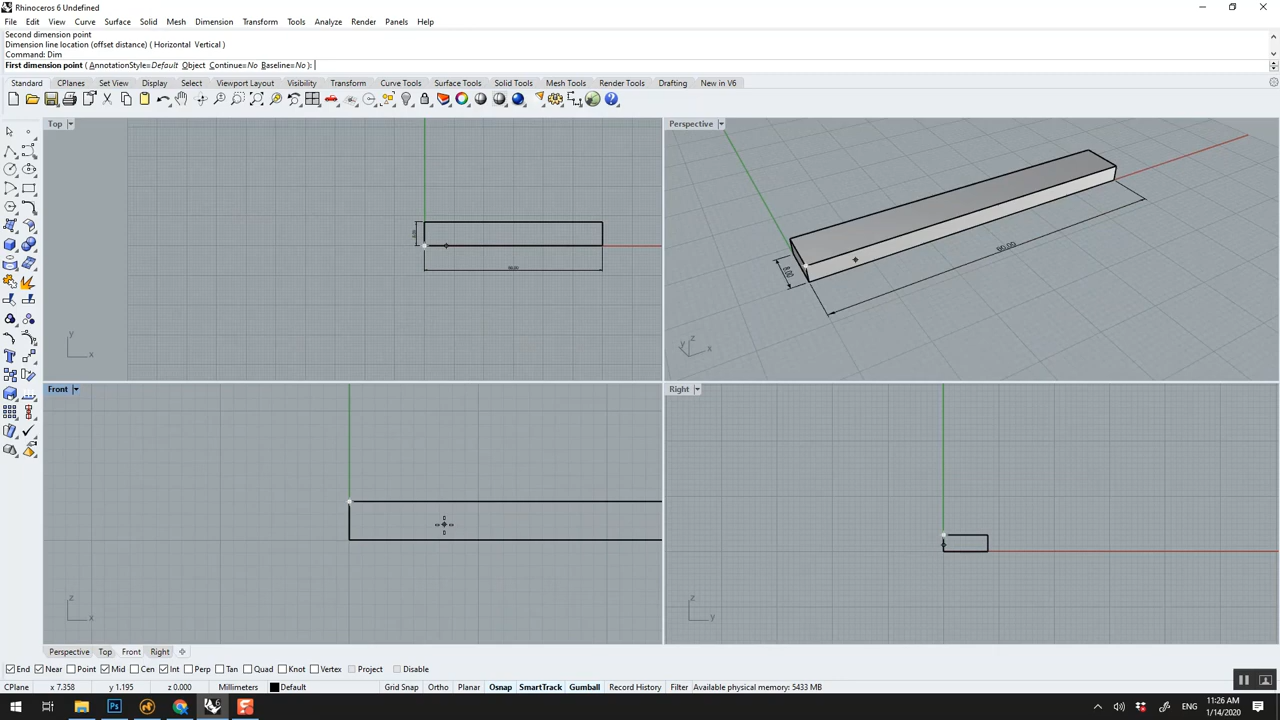 Rhinoceros 6 Undefined
File Edit View Curve Surface Solid Mesh Dimension Transform Tools Analyze Render Panels Help
Second dimension point
Dimension line location (offset distance) ( Horizontal Vertical )
Command: Dim
First dimension point ( AnnotationStyle=Default Object Continue=No Baseline=No ):
Standard CPlanes Set View Display Select Viewport Layout Visibility Transform Curve Tools Surface Tools Solid Tools Mesh Tools Render Tools Drafting New in V6
Top
Perspective
8.00
y
x
z
y
x
Front
Right
z
x
z
y
Perspective Top Front Right
End Near Point Mid Cen Int Perp Tan Quad Knot Vertex Project Disable
CPlane x 7.358 y 1.195 z 0.000 Millimeters Default Grid Snap Ortho Planar Osnap SmartTrack Gumball Record History Filter Available physical memory: 5433 MB
Ps
ENG
11:26 AM
1/14/2020